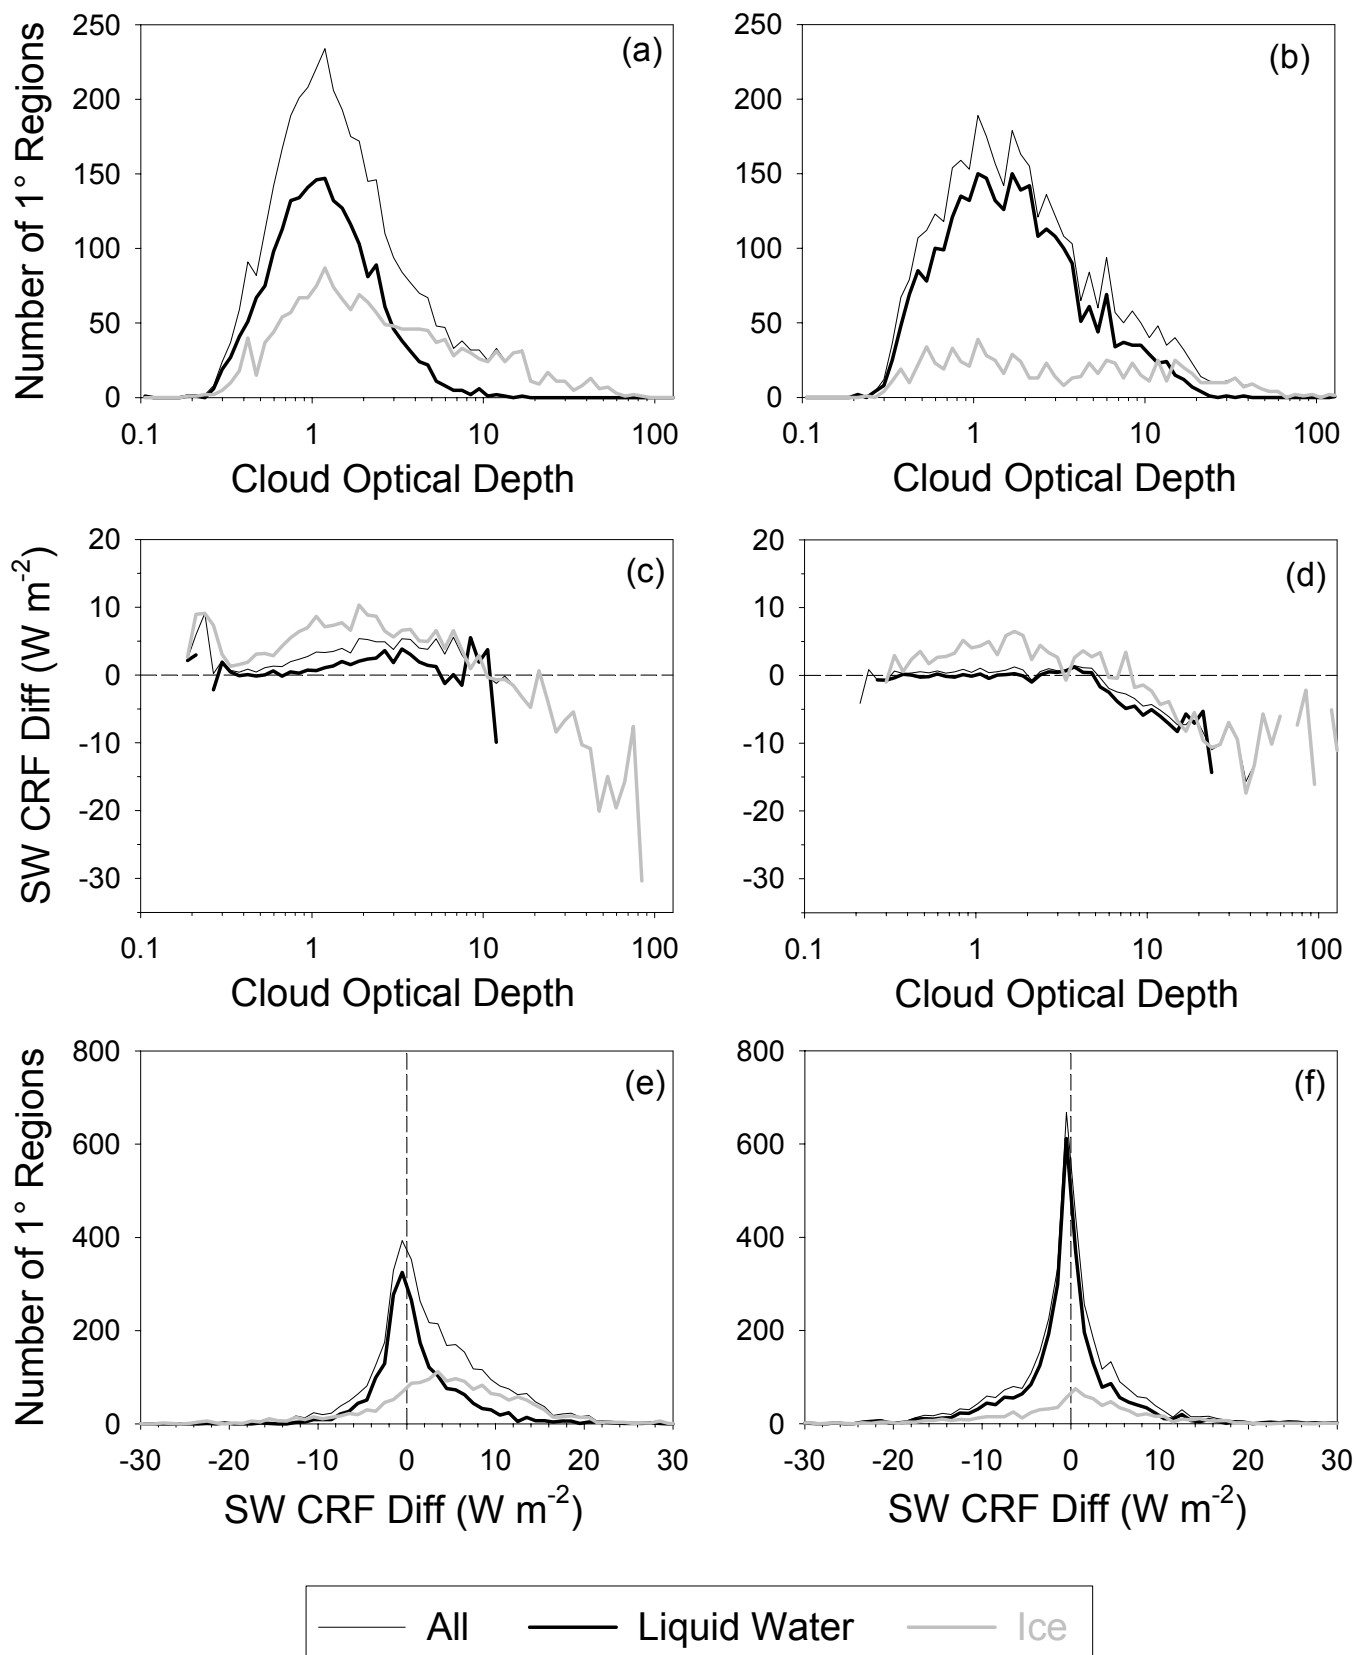 250
200
150
100
50
0
Number of 1° Regions
(a)
0.1 1 10 100
Cloud Optical Depth
250
200
150
100
50
0
(b)
0.1 1 10 100
Cloud Optical Depth
20
10
0
-10
-20
-30
SW CRF Diff (W m⁻²)
(c)
0.1 1 10 100
Cloud Optical Depth
20
10
0
-10
-20
-30
(d)
0.1 1 10 100
Cloud Optical Depth
800
600
400
200
0
Number of 1° Regions
(e)
-30 -20 -10 0 10 20 30
SW CRF Diff (W m⁻²)
800
600
400
200
0
(f)
-30 -20 -10 0 10 20 30
SW CRF Diff (W m⁻²)
All Liquid Water Ice